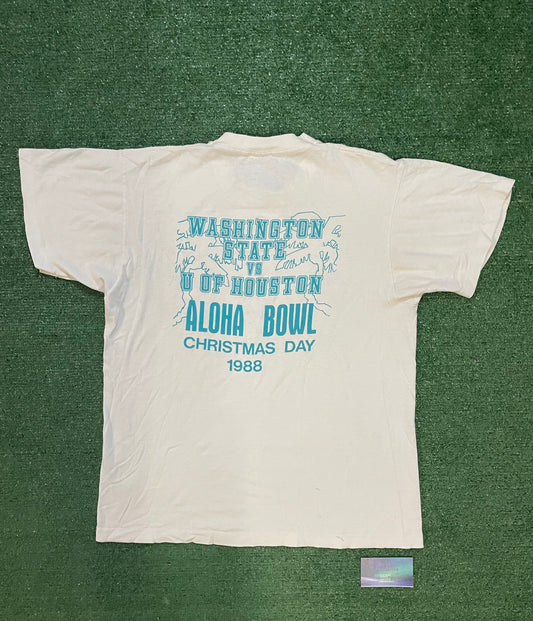 WASHINGTON
STATE
VS
U OF HOUSTON
ALOHA BOWL
CHRISTMAS DAY
1988